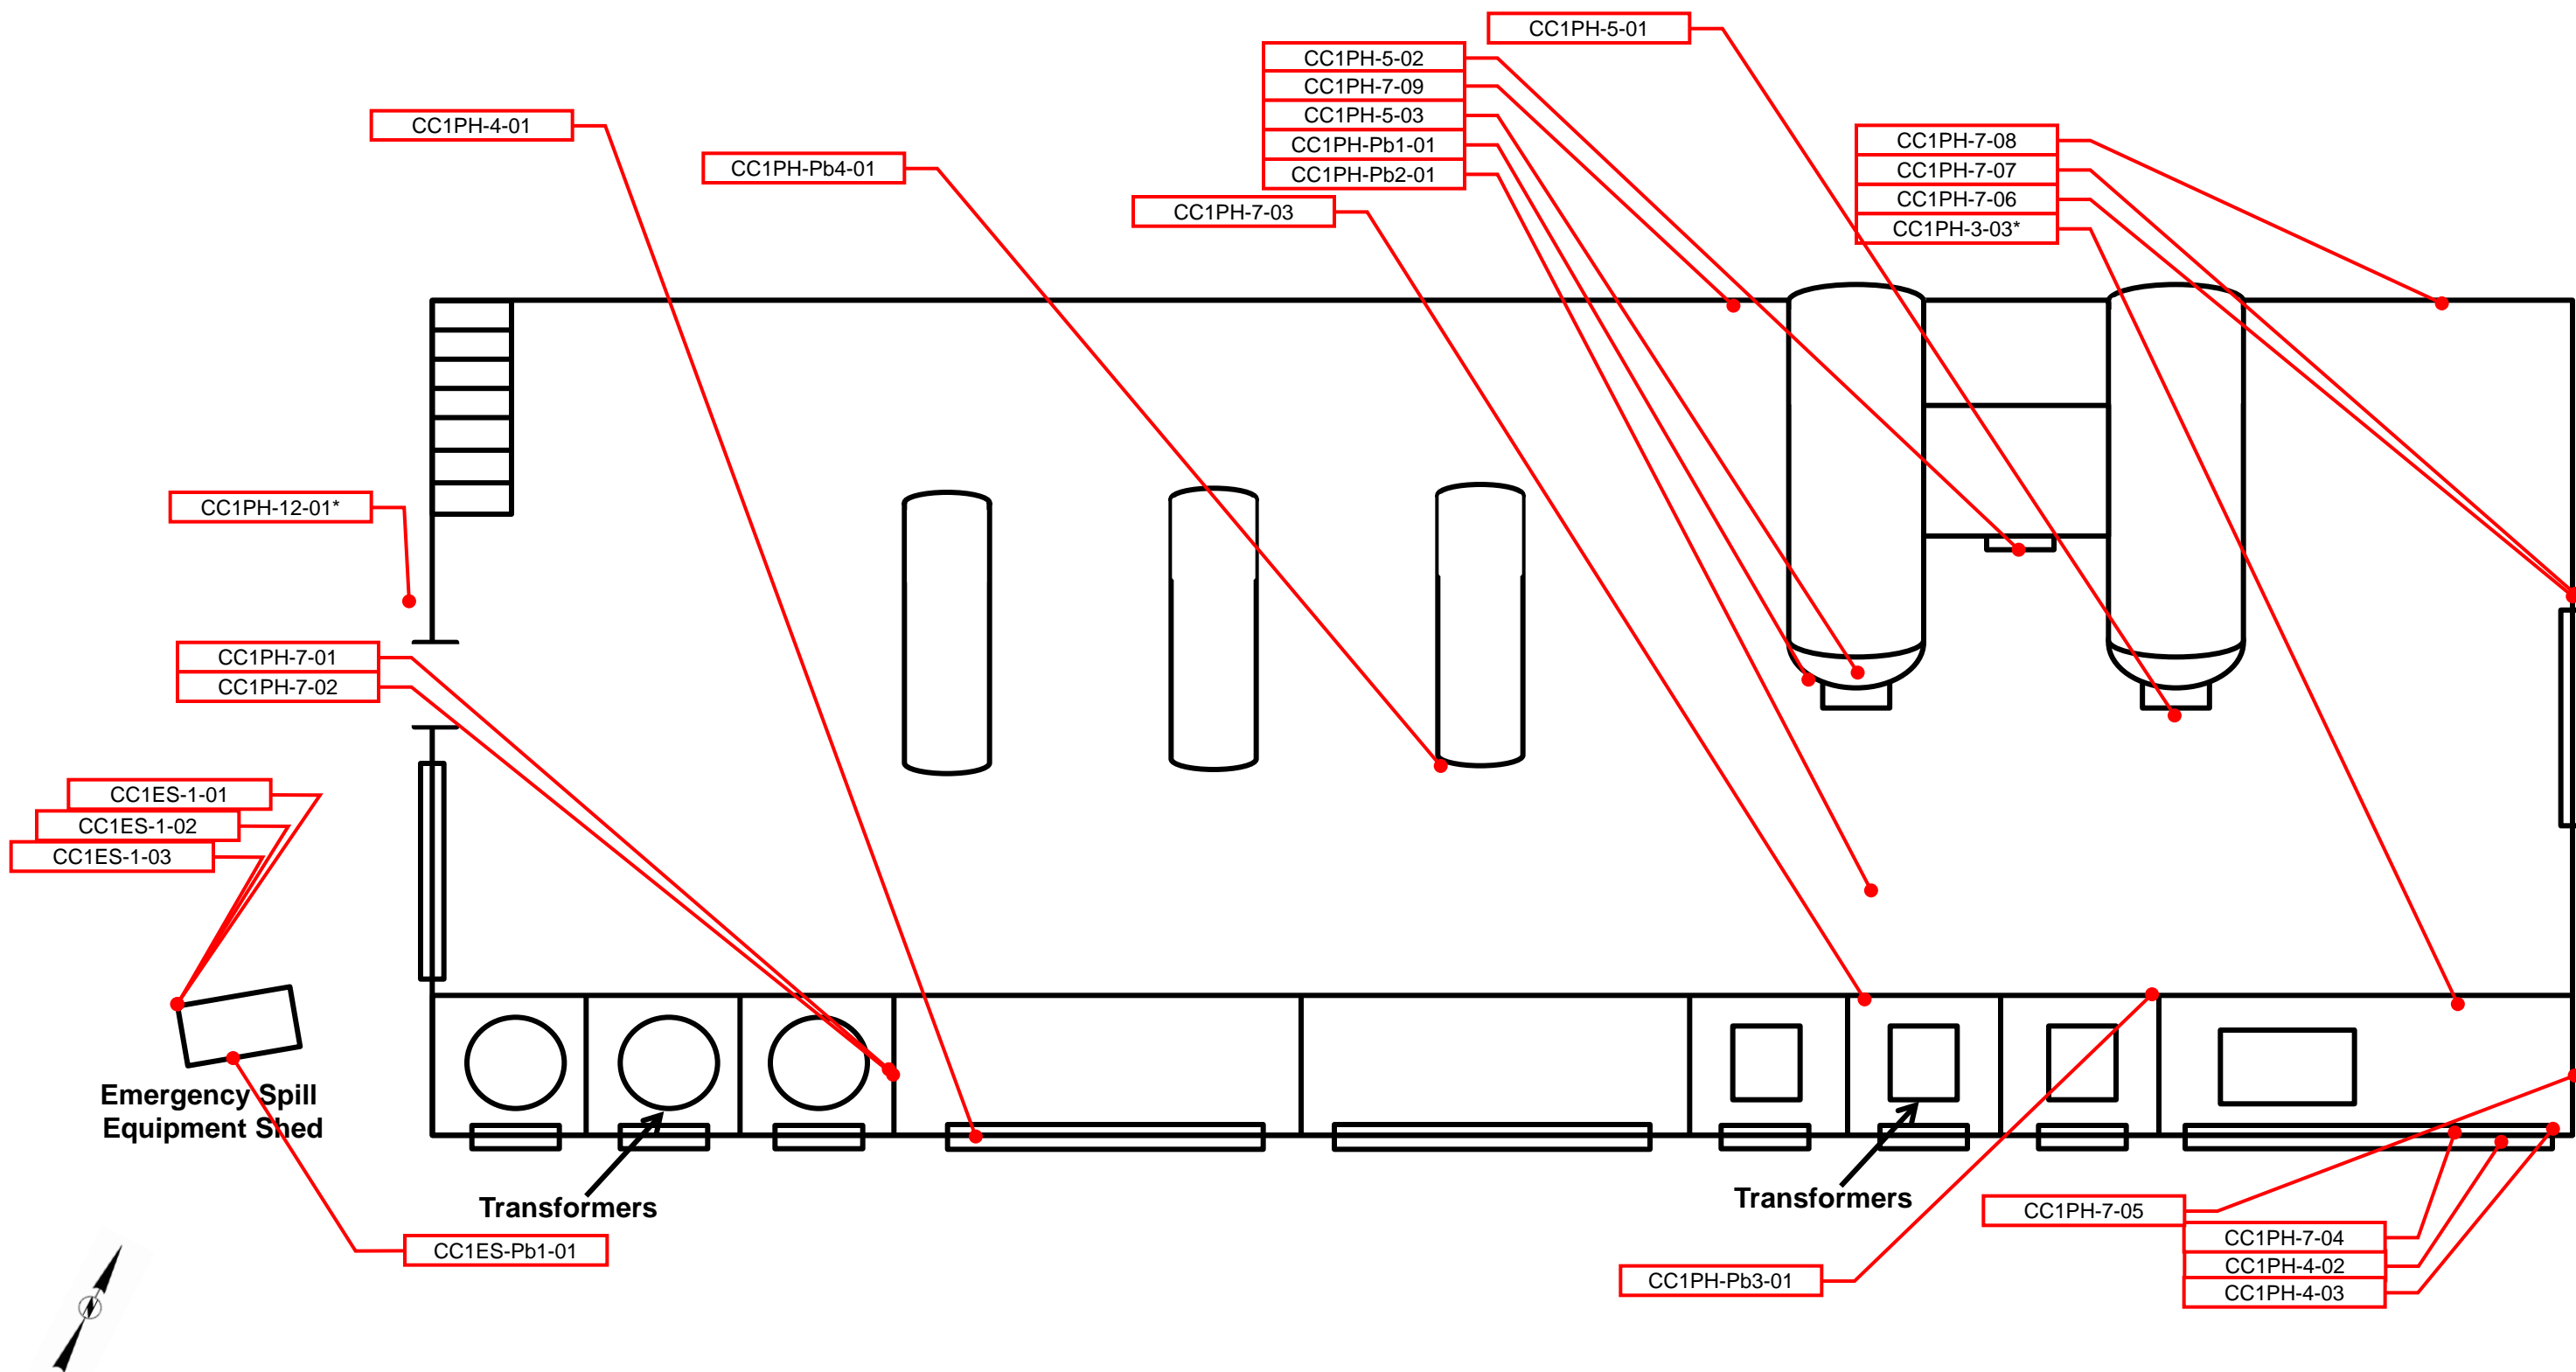 CC1PH-5-01
CC1PH-5-02
CC1PH-7-09
CC1PH-5-03
CC1PH-Pb1-01
CC1PH-Pb2-01
CC1PH-4-01
CC1PH-Pb4-01
CC1PH-7-03
CC1PH-7-08
CC1PH-7-07
CC1PH-7-06
CC1PH-3-03*
CC1PH-12-01*
CC1PH-7-01
CC1PH-7-02
CC1ES-1-01
CC1ES-1-02
CC1ES-1-03
Emergency Spill
Equipment Shed
Transformers
Transformers
CC1ES-Pb1-01
CC1PH-7-05
CC1PH-7-04
CC1PH-4-02
CC1PH-4-03
CC1PH-Pb3-01